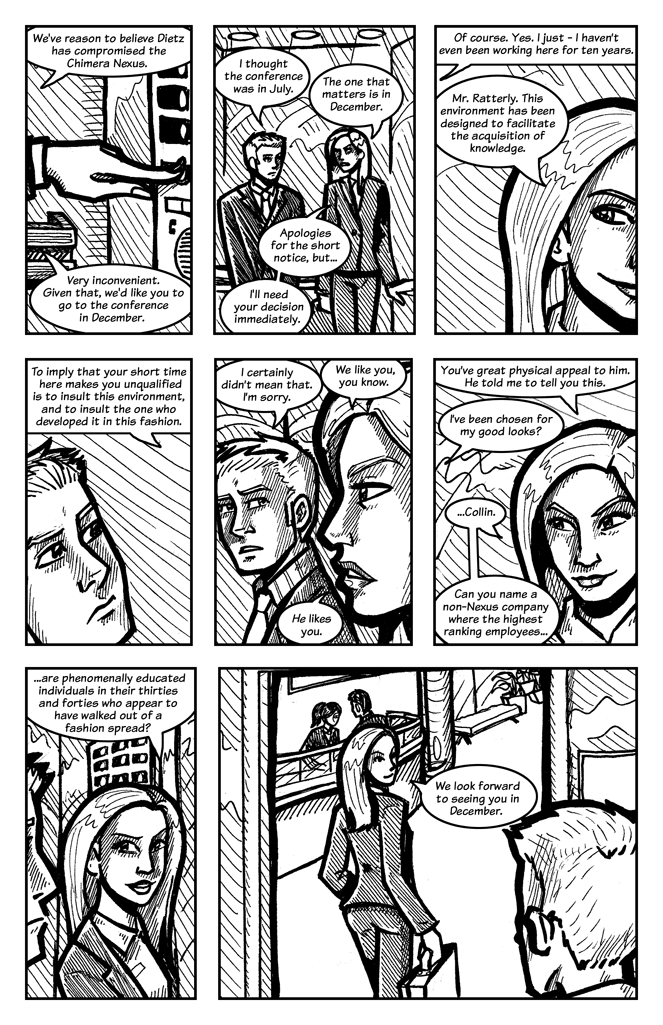 We've reason to believe Dietz
has compromised the
Chimera Nexus.
Very inconvenient.
Given that, we'd like you to
go to the conference
in December.
I thought
the conference
was in July.
The one that
matters is in
December.
Apologies
for the short
notice, but...
I'll need
your decision
immediately.
Of course. Yes. I just - I haven't
even been working here for ten years.
Mr. Ratterly. This
environment has been
designed to facilitate
the acquisition of
knowledge.
To imply that your short time
here makes you unqualified
is to insult this environment,
and to insult the one who
developed it in this fashion.
I certainly
didn't mean that.
I'm sorry.
We like you,
you know.
He likes
you.
You've great physical appeal to him.
He told me to tell you this.
I've been chosen for
my good looks?
...Collin.
Can you name a
non-Nexus company
where the highest
ranking employees...
...are phenomenally educated
individuals in their thirties
and forties who appear to
have walked out of a
fashion spread?
We look forward
to seeing you in
December.